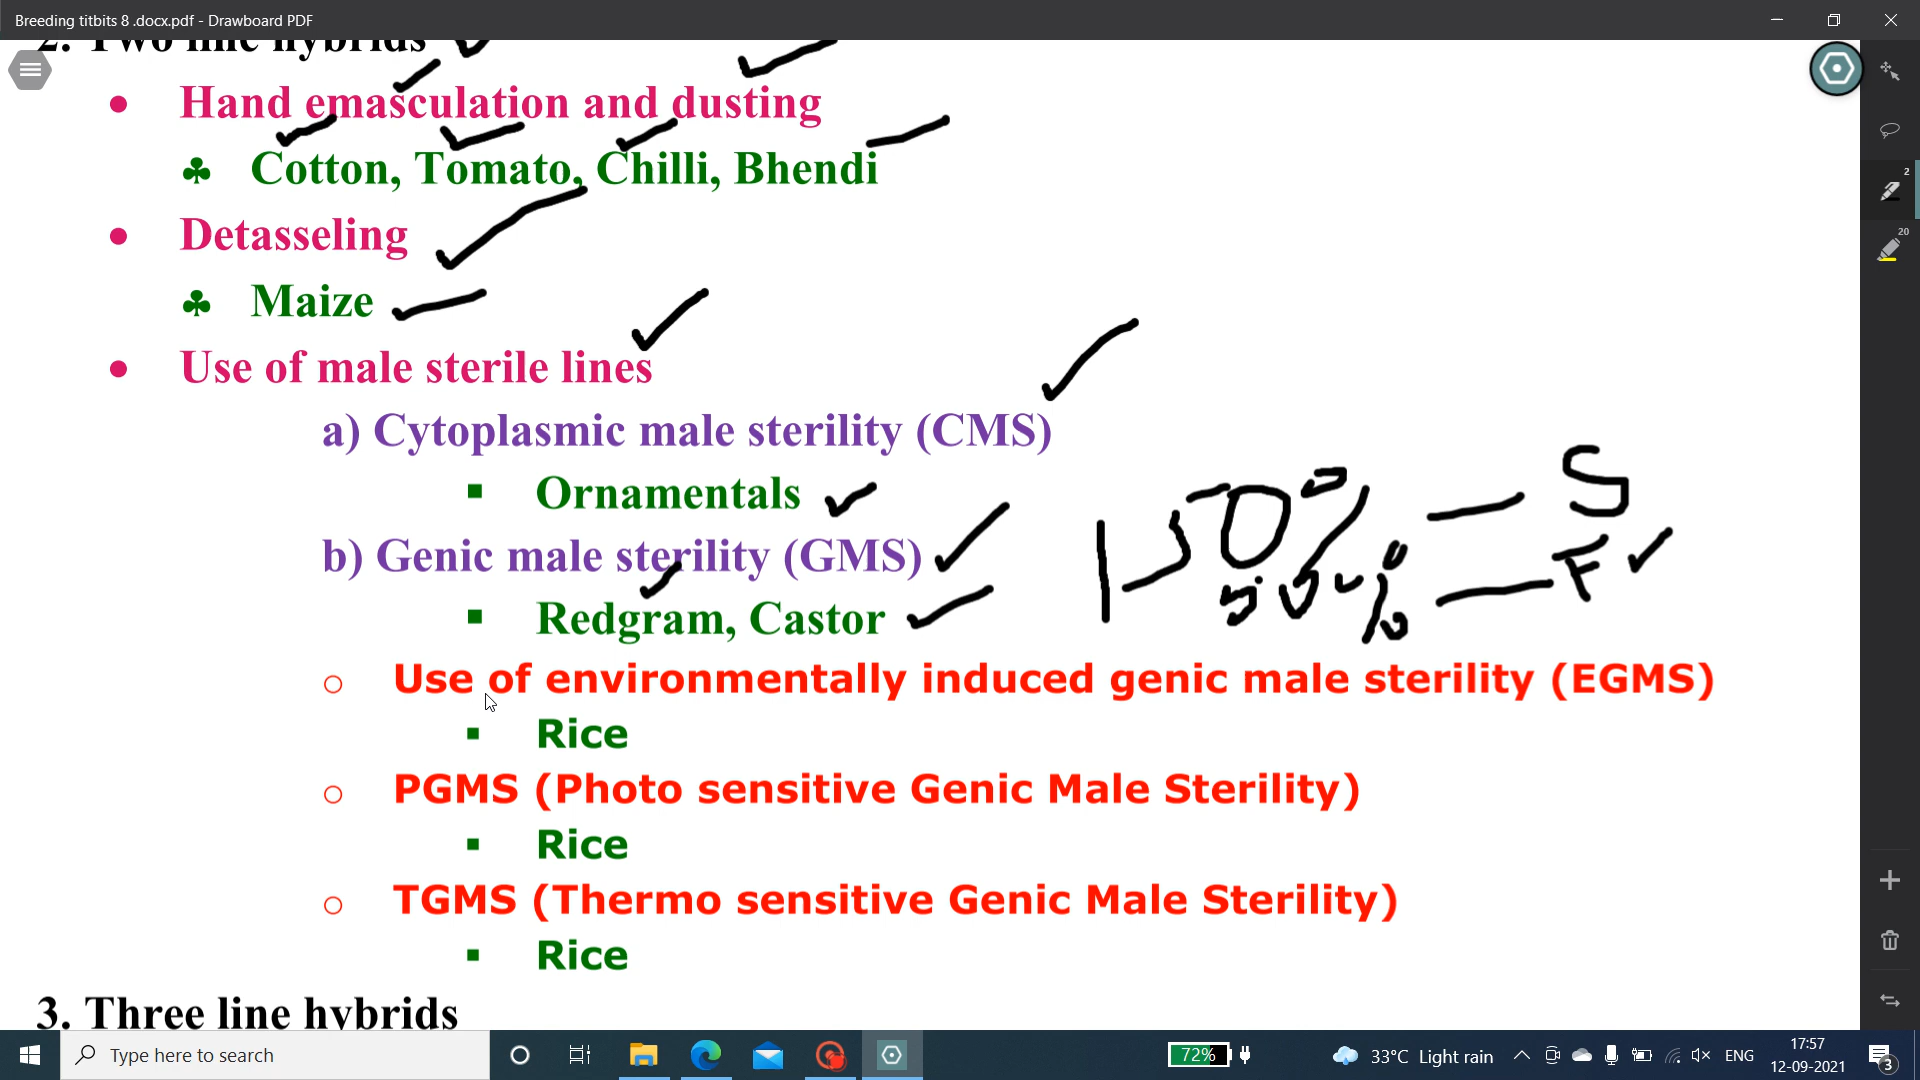 Breeding titbits 8 .docx.pdf - Drawboard PDF
2. Two line hybrids
• Hand emasculation and dusting
♣ Cotton, Tomato, Chilli, Bhendi
• Detasseling
♣ Maize
• Use of male sterile lines
a) Cytoplasmic male sterility (CMS)
▪ Ornamentals
b) Genic male sterility (GMS)
▪ Redgram, Castor
50% — S
50% — F
o Use of environmentally induced genic male sterility (EGMS)
▪ Rice
o PGMS (Photo sensitive Genic Male Sterility)
▪ Rice
o TGMS (Thermo sensitive Genic Male Sterility)
▪ Rice
3. Three line hybrids
2
20
Type here to search
72%
33°C Light rain
ENG
17:57
12-09-2021
3